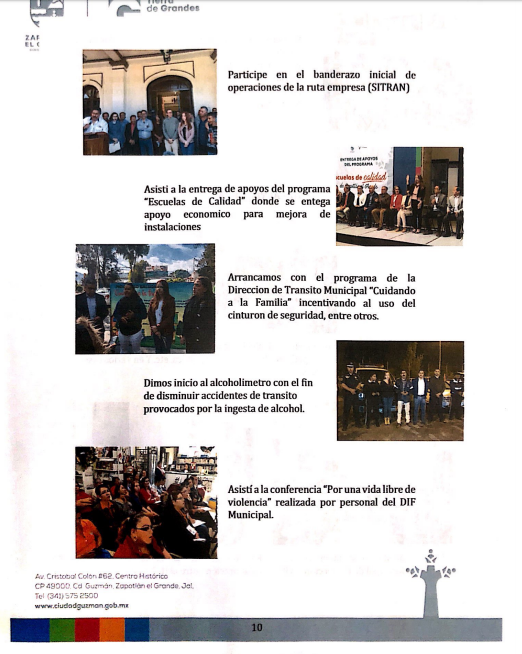 Tierra
de Grandes
Participe en el banderazo inicial de
operaciones de la ruta empresa (SITRAN)
ENTREGA DE APOYOS
DEL PROGRAMA
Asisti a la entrega de apoyos del programa
“Escuelas de Calidad” donde se entega
apoyo economico para mejora de
instalaciones
Arrancamos con el programa de la
Direccion de Transito Municipal “Cuidando
a la Familia” incentivando al uso del
cinturon de seguridad, entre otros.
Dimos inicio al alcoholimetro con el fin
de disminuir accidentes de transito
provocados por la ingesta de alcohol.
Asistí a la conferencia “Por una vida libre de
violencia” realizada por personal del DIF
Municipal.
Av. Cristobal Colón #62, Centro Histórico
CP 49000, Cd. Guzmán, Zapotlán el Grande, Jal.
Tel. (341) 575 2500
www.ciudadguzman.gob.mx
10